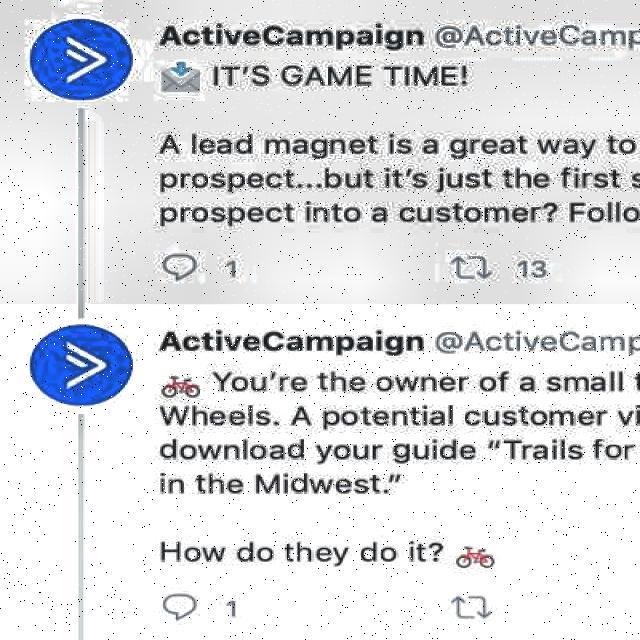 ActiveCampaign @ActiveCamp
📩 IT’S GAME TIME!
A lead magnet is a great way to
prospect...but it’s just the first s
prospect into a customer? Follo
1 13
ActiveCampaign @ActiveCamp
🚲 You’re the owner of a small t
Wheels. A potential customer vi
download your guide “Trails for
in the Midwest.”
How do they do it? 🚲
1